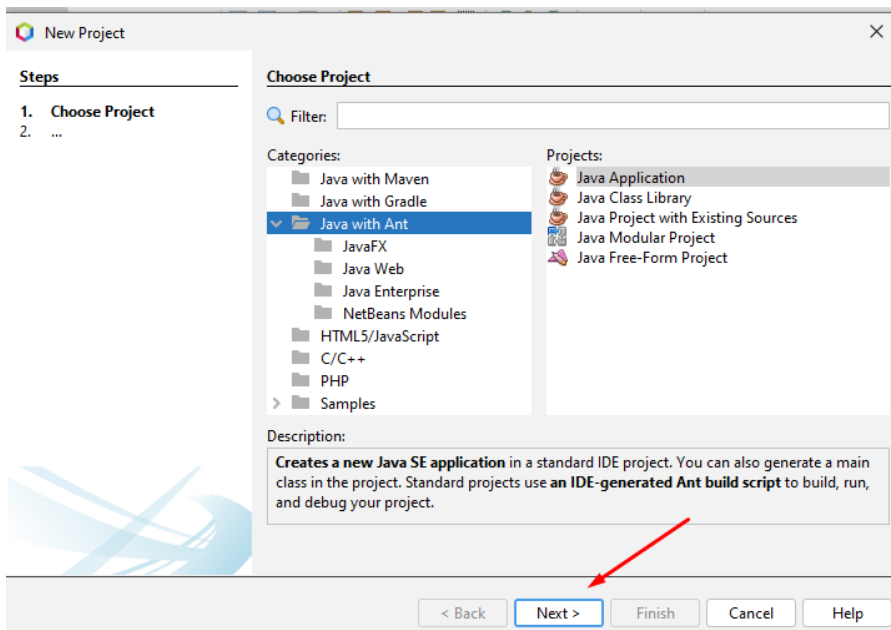 New Project
Steps
1. Choose Project
2. ...
Choose Project
Filter:
Categories:
Java with Maven
Java with Gradle
Java with Ant
JavaFX
Java Web
Java Enterprise
NetBeans Modules
HTML5/JavaScript
C/C++
PHP
Samples
Projects:
Java Application
Java Class Library
Java Project with Existing Sources
Java Modular Project
Java Free-Form Project
Description:
Creates a new Java SE application in a standard IDE project. You can also generate a main
class in the project. Standard projects use an IDE-generated Ant build script to build, run,
and debug your project.
< Back
Next >
Finish
Cancel
Help